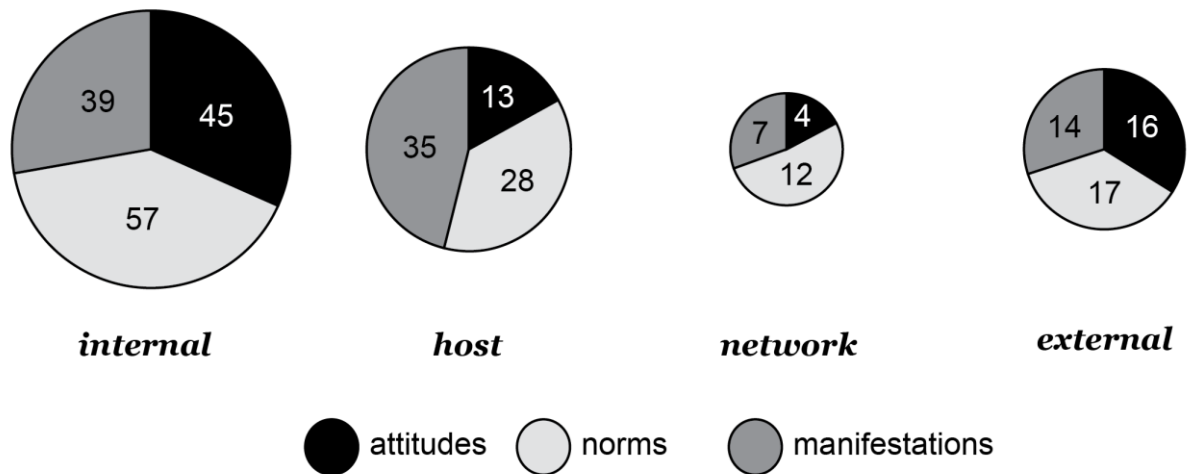 39 45 57
13 35 28
4 7 12
14 16 17
internal host network external
attitudes norms manifestations